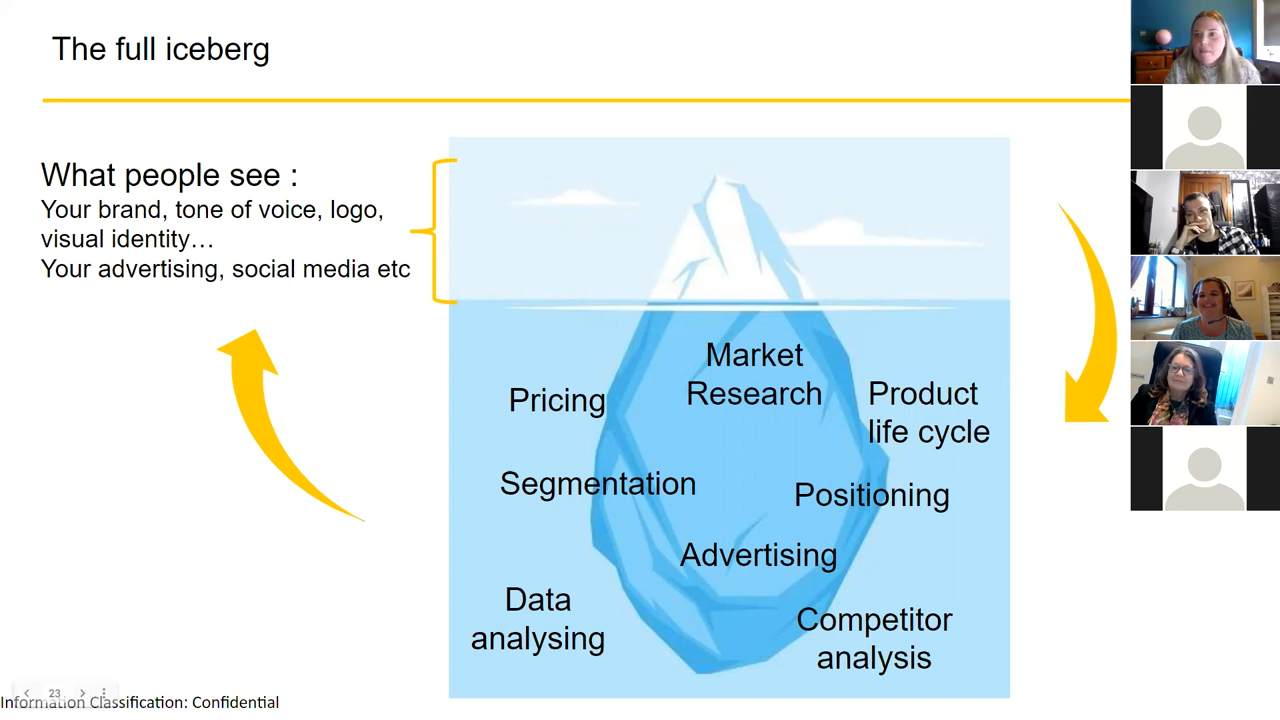 The full iceberg
What people see :
Your brand, tone of voice, logo,
visual identity…
Your advertising, social media etc
Market
Research
Pricing
Product
life cycle
Segmentation
Positioning
Advertising
Data
analysing
Competitor
analysis
23
Information Classification: Confidential